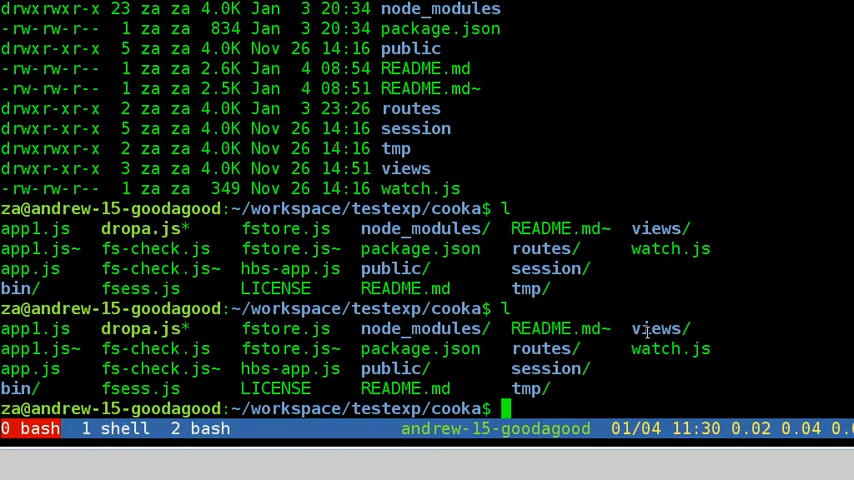 drwxrwxr-x 23 za za 4.0K Jan  3 20:34 node_modules
-rw-rw-r--  1 za za  834 Jan  3 20:34 package.json
drwxr-xr-x  5 za za 4.0K Nov 26 14:16 public
-rw-rw-r--  1 za za 2.6K Jan  4 08:54 README.md
-rw-rw-r--  1 za za 2.5K Jan  4 08:51 README.md~
drwxr-xr-x  2 za za 4.0K Jan  3 23:26 routes
drwxr-xr-x  5 za za 4.0K Nov 26 14:16 session
drwxr-xr-x  2 za za 4.0K Nov 26 14:16 tmp
drwxr-xr-x  3 za za 4.0K Nov 26 14:51 views
-rw-rw-r--  1 za za  349 Nov 26 14:16 watch.js
za@andrew-15-goodagood:~/workspace/testexp/cooka$ l
app1.js   dropa.js*     fstore.js    node_modules/  README.md~  views/
app1.js~  fs-check.js   fstore.js~   package.json   routes/     watch.js
app.js    fs-check.js~  hbs-app.js   public/        session/
bin/      fsess.js      LICENSE      README.md      tmp/
za@andrew-15-goodagood:~/workspace/testexp/cooka$ l
app1.js   dropa.js*     fstore.js    node_modules/  README.md~  views/
app1.js~  fs-check.js   fstore.js~   package.json   routes/     watch.js
app.js    fs-check.js~  hbs-app.js   public/        session/
bin/      fsess.js      LICENSE      README.md      tmp/
za@andrew-15-goodagood:~/workspace/testexp/cooka$
0 bash  1 shell  2 bash  andrew-15-goodagood  01/04 11:30 0.02 0.04